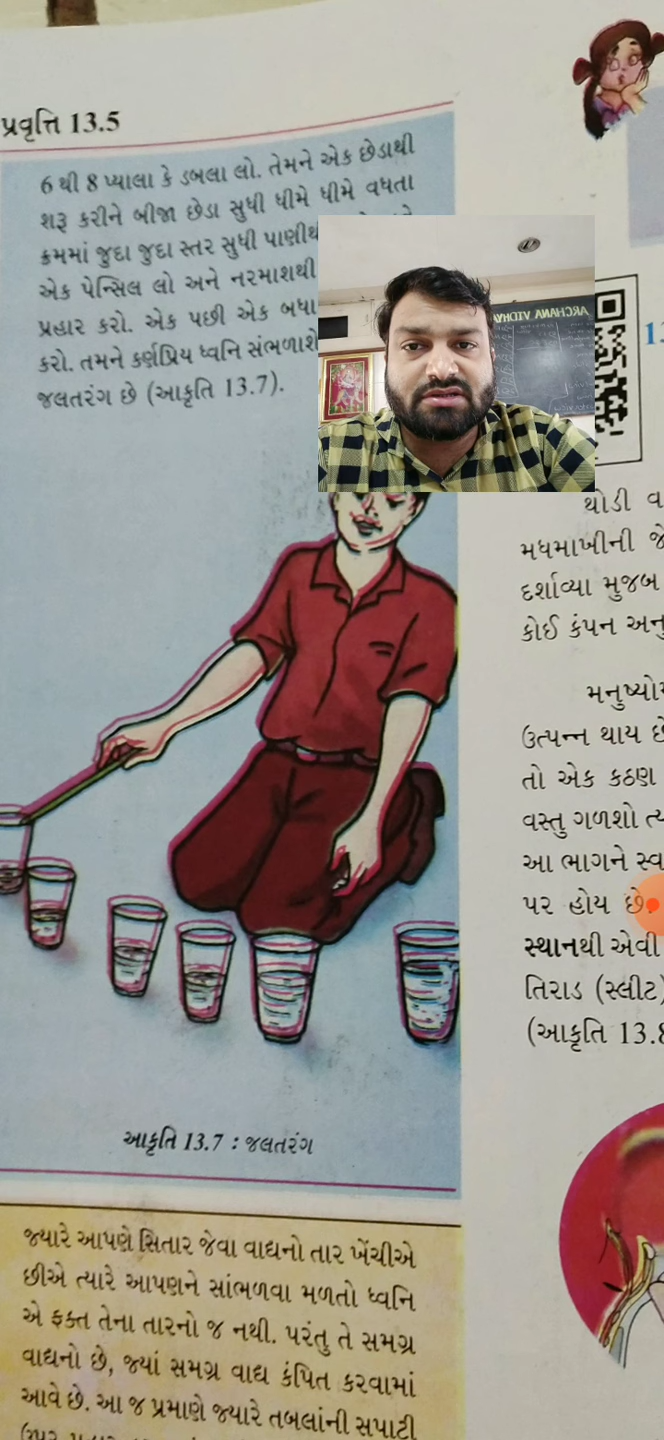 પ્રવૃત્તિ 13.5
6 થી 8 પ્યાલા કે ડબલા લો. તેમને એક છેડાથી
શરૂ કરીને બીજા છેડા સુધી ધીમે ધીમે વધતા
ક્રમમાં જુદા જુદા સ્તર સુધી
એક પેન્સિલ લો અને નરમાશથી
પ્રહાર કરો. એક પછી એક બધા
કરો. તમને કર્ણપ્રિય ધ્વનિ સંભળાશે
જલતરંગ છે (આકૃતિ 13.7).
આકૃતિ 13.7 : જલતરંગ
જ્યારે આપણે સિતાર જેવા વાદ્યનો તાર ખેંચીએ
છીએ ત્યારે આપણને સાંભળવા મળતો ધ્વનિ
એ ફક્ત તેના તારનો જ નથી. પરંતુ તે સમગ્ર
વાદ્યનો છે, જ્યાં સમગ્ર વાદ્ય કંપિત કરવામાં
આવે છે. આ જ પ્રમાણે જ્યારે તબલાંની સપાટી
ARCHANA
થોડી
મધમાખીની
દર્શાવ્યા મુજબ
કોઈ કંપન
ઉત્પન્ન થાય
તો એક કઠણ
વસ્તુ ગળશો
આ ભાગને
પર હોય છે.
સ્થાનથી એવી
તિરાડ (સ્લીટ)
(આકૃતિ 13.8